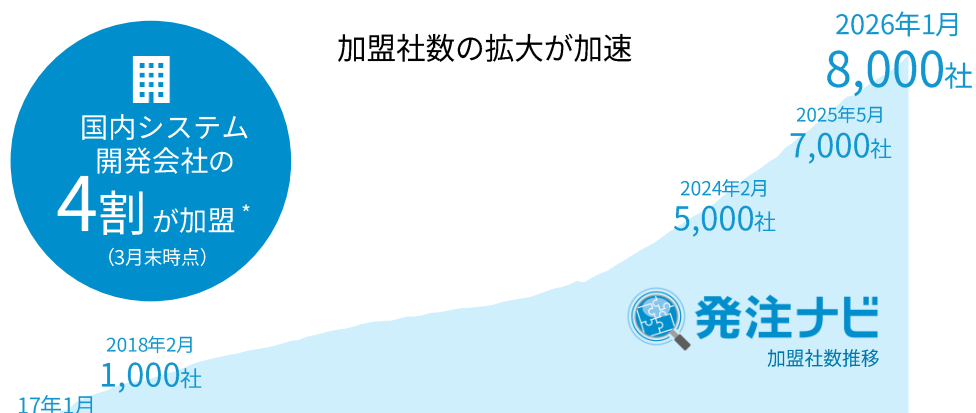 加盟社数の拡大が加速
国内システム
開発会社の
4割が加盟*
（3月末時点）
17年1月
2018年2月
1,000社
2024年2月
5,000社
2025年5月
7,000社
2026年1月
8,000社
発注ナビ
加盟社数推移